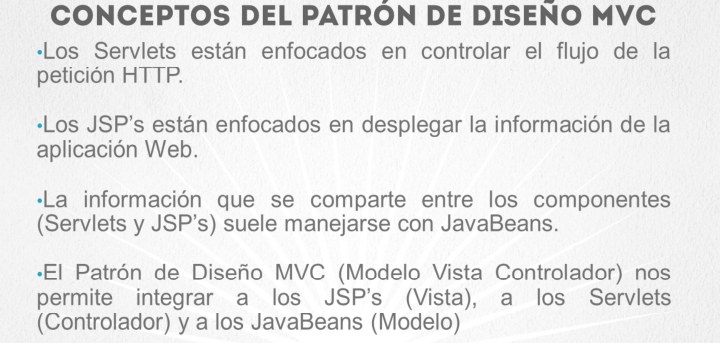 CONCEPTOS DEL PATRÓN DE DISEÑO MVC
•Los Servlets están enfocados en controlar el flujo de la
petición HTTP.
•Los JSP's están enfocados en desplegar la información de la
aplicación Web.
•La información que se comparte entre los componentes
(Servlets y JSP's) suele manejarse con JavaBeans.
•El Patrón de Diseño MVC (Modelo Vista Controlador) nos
permite integrar a los JSP's (Vista), a los Servlets
(Controlador) y a los JavaBeans (Modelo)